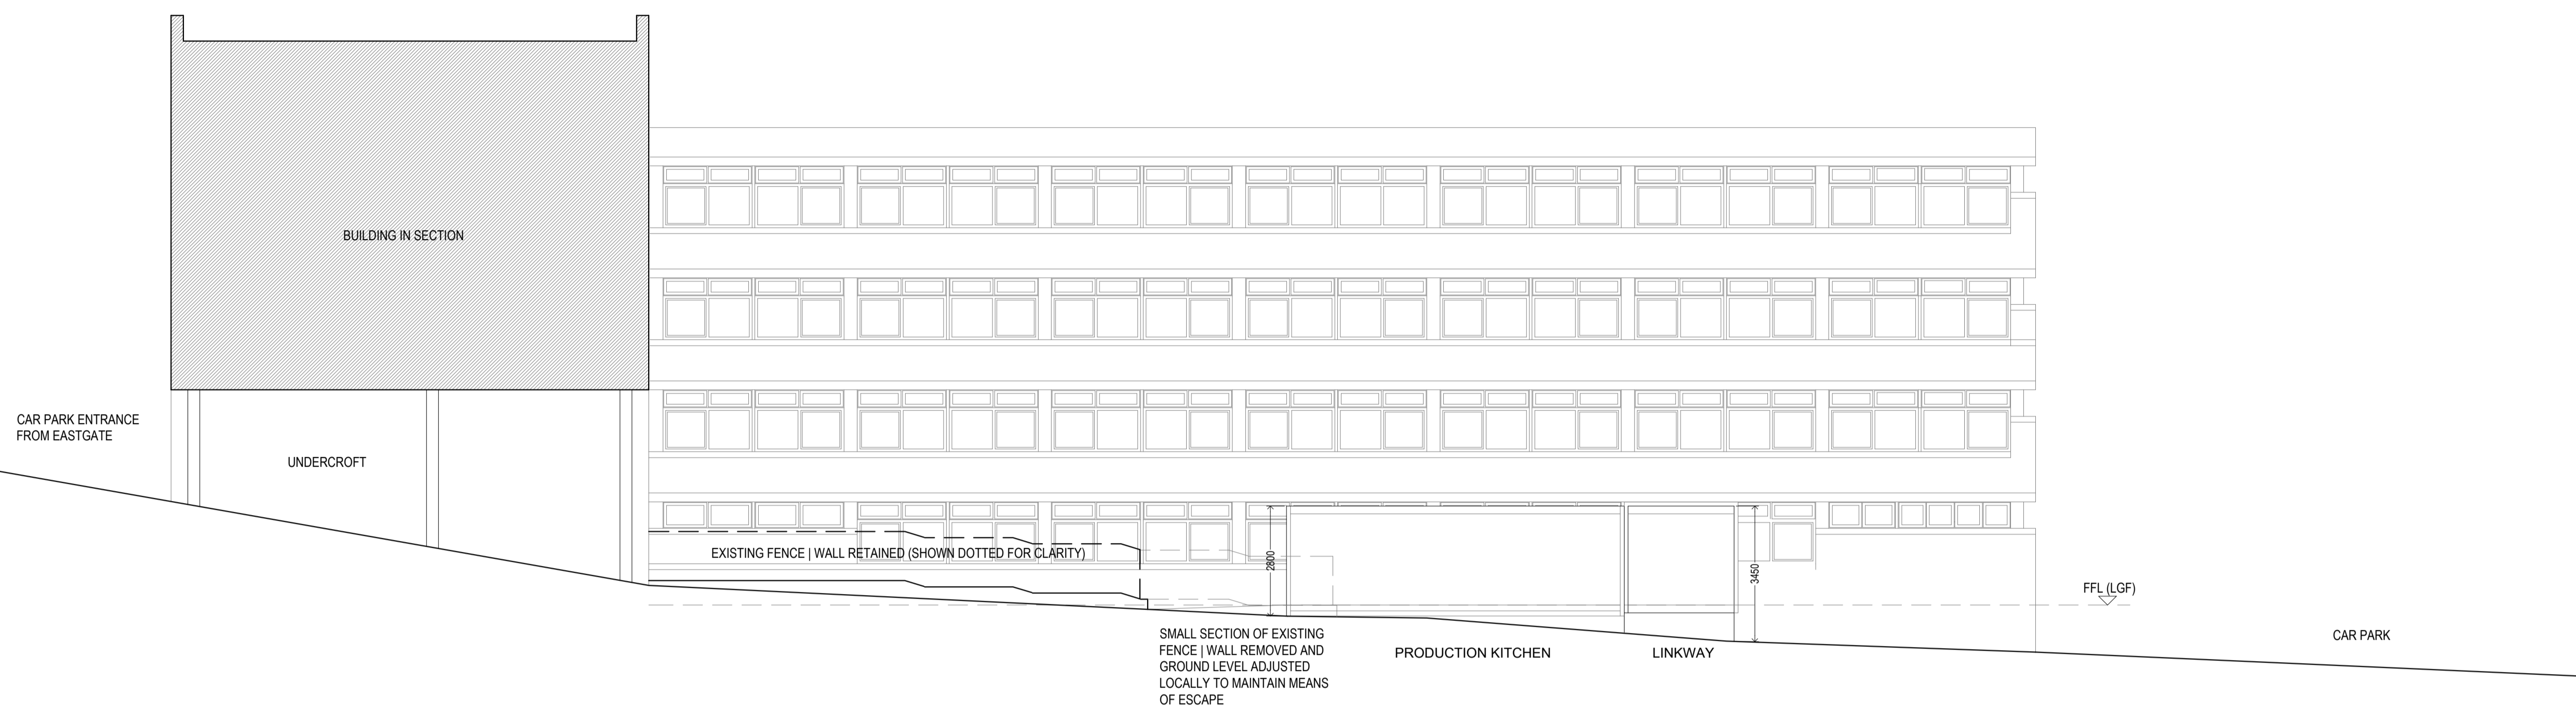 BUILDING IN SECTION
CAR PARK ENTRANCE
FROM EASTGATE
UNDERCROFT
EXISTING FENCE | WALL RETAINED (SHOWN DOTTED FOR CLARITY)
2800
3450
FFL (LGF)
SMALL SECTION OF EXISTING
FENCE | WALL REMOVED AND
GROUND LEVEL ADJUSTED
LOCALLY TO MAINTAIN MEANS
OF ESCAPE
PRODUCTION KITCHEN
LINKWAY
CAR PARK